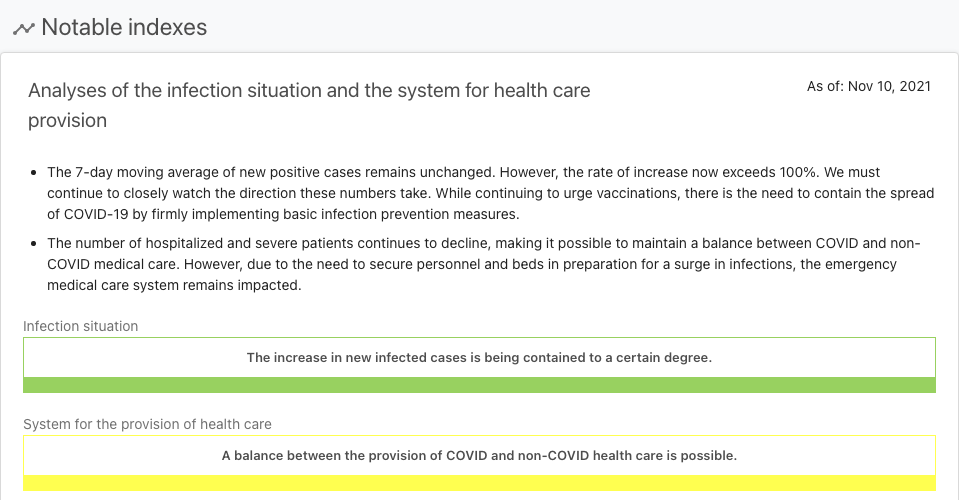 Notable indexes
Analyses of the infection situation and the system for health care
provision
As of: Nov 10, 2021
The 7-day moving average of new positive cases remains unchanged. However, the rate of increase now exceeds 100%. We must
continue to closely watch the direction these numbers take. While continuing to urge vaccinations, there is the need to contain the spread
of COVID-19 by firmly implementing basic infection prevention measures.
The number of hospitalized and severe patients continues to decline, making it possible to maintain a balance between COVID and non-
COVID medical care. However, due to the need to secure personnel and beds in preparation for a surge in infections, the emergency
medical care system remains impacted.
Infection situation
The increase in new infected cases is being contained to a certain degree.
System for the provision of health care
A balance between the provision of COVID and non-COVID health care is possible.